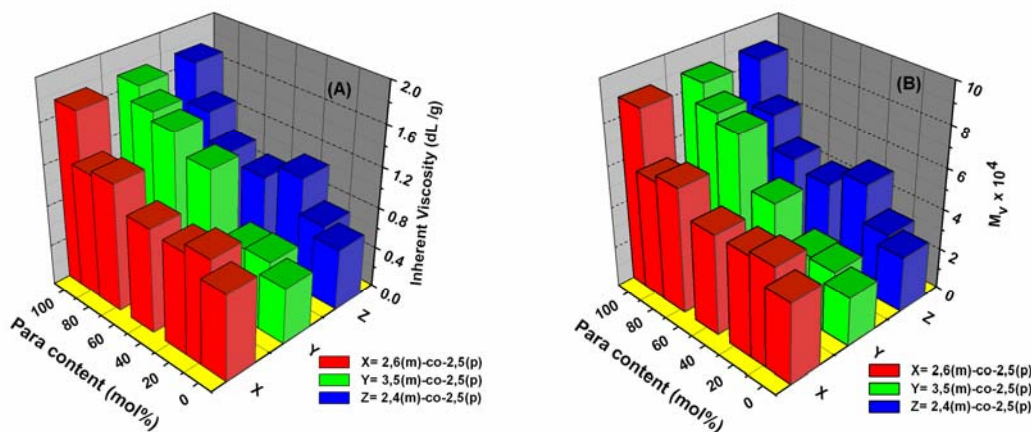 (A)
2.0
1.6
1.2
0.8
0.4
0.0
Inherent Viscosity (dL /g)
100
80
60
40
20
0
Para content (mol%)
X
Y
Z
X= 2,6(m)-co-2,5(p)
Y= 3,5(m)-co-2,5(p)
Z= 2,4(m)-co-2,5(p)
(B)
10
8
6
4
2
0
Mv x 10⁴
100
80
60
40
20
0
Para content (mol%)
X
Y
Z
X= 2,6(m)-co-2,5(p)
Y= 3,5(m)-co-2,5(p)
Z= 2,4(m)-co-2,5(p)